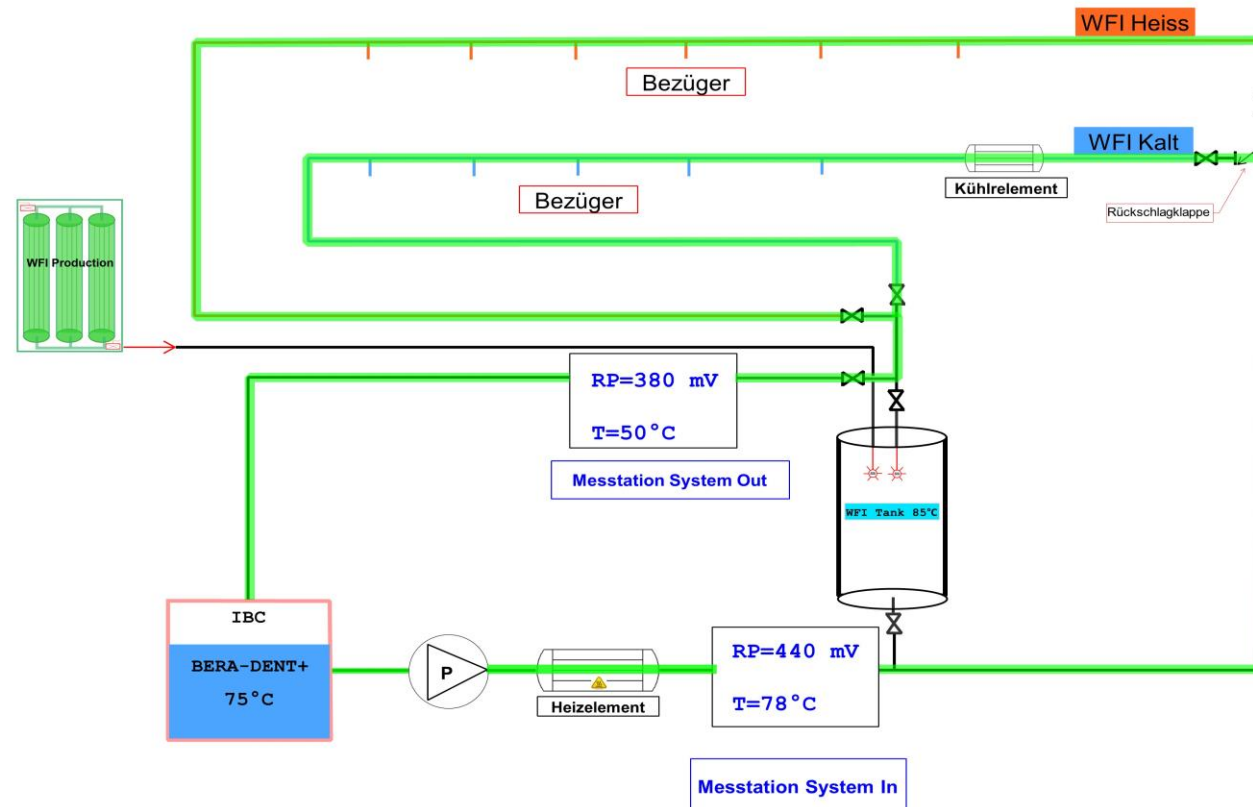 WFI Heiss
Bezüger
WFI Kalt
Kühlrelement
Bezüger
Rückschlagklappe
WFI Production
RP=380 mV
T=50°C
Messtation System Out
WFI Tank 85°C
IBC
BERA-DENT+
75°C
P
Heizelement
RP=440 mV
T=78°C
Messtation System In